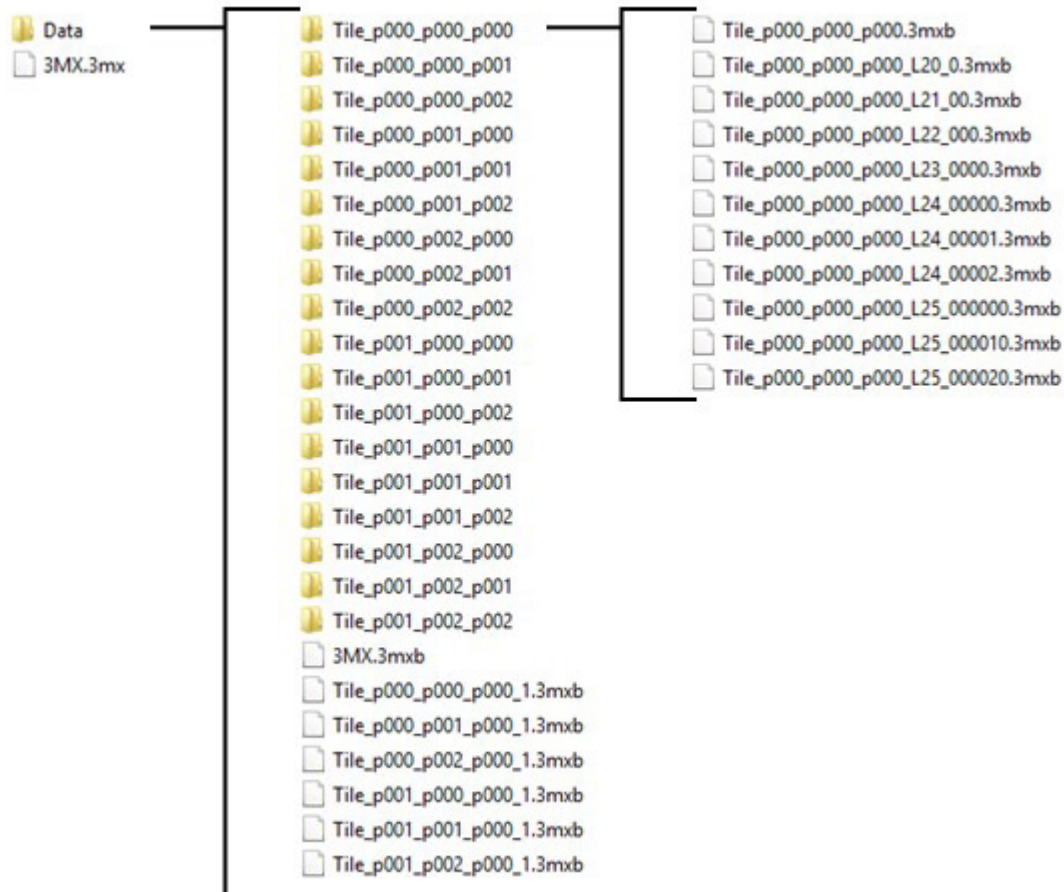 Data
3MX.3mx
Tile_p000_p000_p000
Tile_p000_p000_p001
Tile_p000_p000_p002
Tile_p000_p001_p000
Tile_p000_p001_p001
Tile_p000_p001_p002
Tile_p000_p002_p000
Tile_p000_p002_p001
Tile_p000_p002_p002
Tile_p001_p000_p000
Tile_p001_p000_p001
Tile_p001_p000_p002
Tile_p001_p001_p000
Tile_p001_p001_p001
Tile_p001_p001_p002
Tile_p001_p002_p000
Tile_p001_p002_p001
Tile_p001_p002_p002
3MX.3mxb
Tile_p000_p000_p000_1.3mxb
Tile_p000_p001_p000_1.3mxb
Tile_p000_p002_p000_1.3mxb
Tile_p001_p000_p000_1.3mxb
Tile_p001_p001_p000_1.3mxb
Tile_p001_p002_p000_1.3mxb
Tile_p000_p000_p000.3mxb
Tile_p000_p000_p000_L20_0.3mxb
Tile_p000_p000_p000_L21_00.3mxb
Tile_p000_p000_p000_L22_000.3mxb
Tile_p000_p000_p000_L23_0000.3mxb
Tile_p000_p000_p000_L24_00000.3mxb
Tile_p000_p000_p000_L24_00001.3mxb
Tile_p000_p000_p000_L24_00002.3mxb
Tile_p000_p000_p000_L25_000000.3mxb
Tile_p000_p000_p000_L25_000010.3mxb
Tile_p000_p000_p000_L25_000020.3mxb